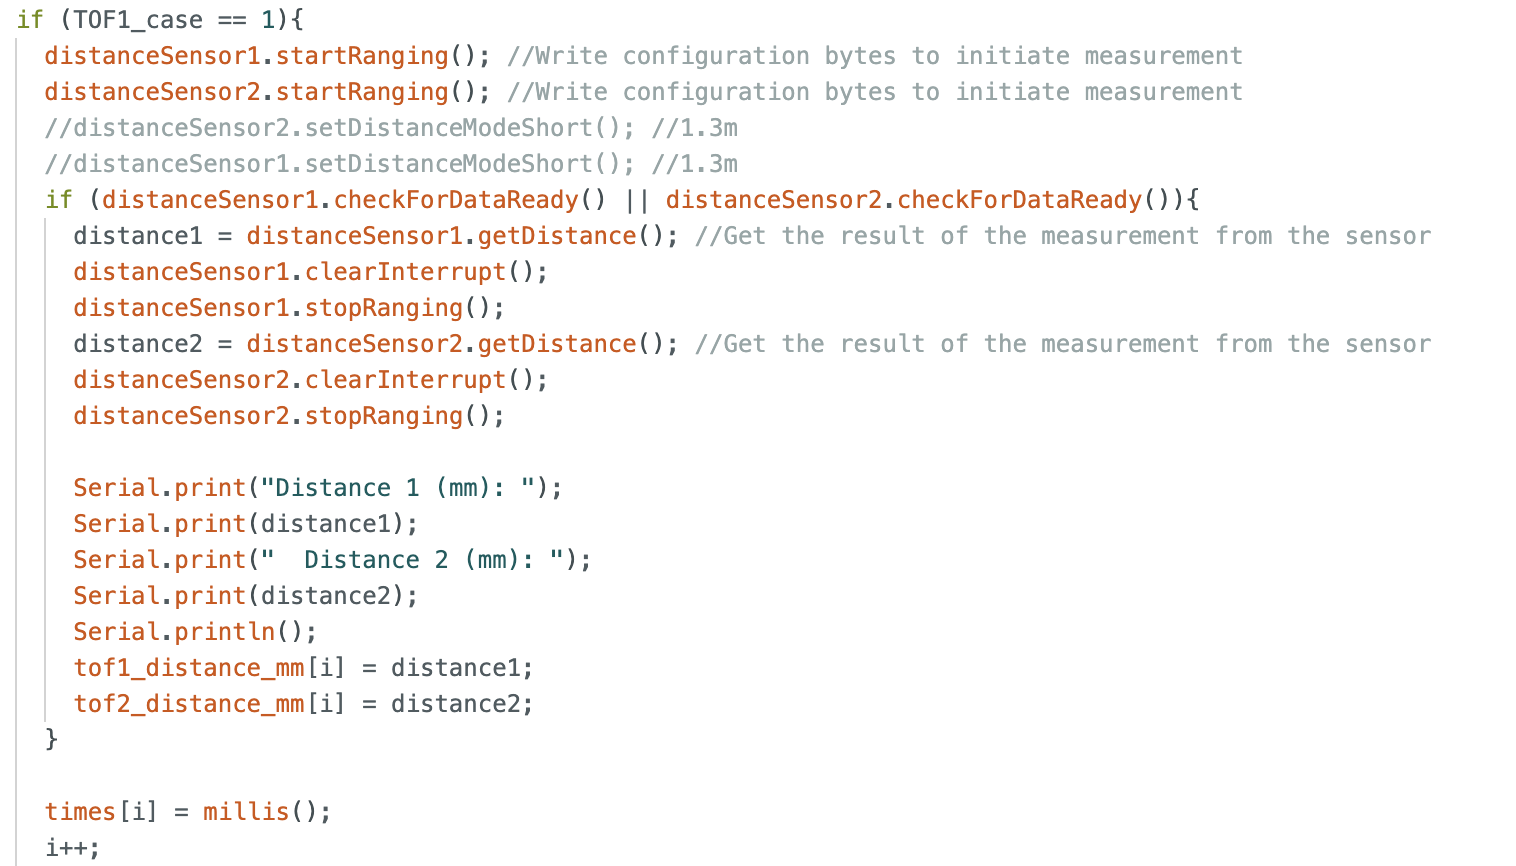 if (TOF1_case == 1){
distanceSensor1.startRanging(); //Write configuration bytes to initiate measurement
distanceSensor2.startRanging(); //Write configuration bytes to initiate measurement
//distanceSensor2.setDistanceModeShort(); //1.3m
//distanceSensor1.setDistanceModeShort(); //1.3m
if (distanceSensor1.checkForDataReady() || distanceSensor2.checkForDataReady()){
distance1 = distanceSensor1.getDistance(); //Get the result of the measurement from the sensor
distanceSensor1.clearInterrupt();
distanceSensor1.stopRanging();
distance2 = distanceSensor2.getDistance(); //Get the result of the measurement from the sensor
distanceSensor2.clearInterrupt();
distanceSensor2.stopRanging();
Serial.print("Distance 1 (mm): ");
Serial.print(distance1);
Serial.print("  Distance 2 (mm): ");
Serial.print(distance2);
Serial.println();
tof1_distance_mm[i] = distance1;
tof2_distance_mm[i] = distance2;
}
times[i] = millis();
i++;